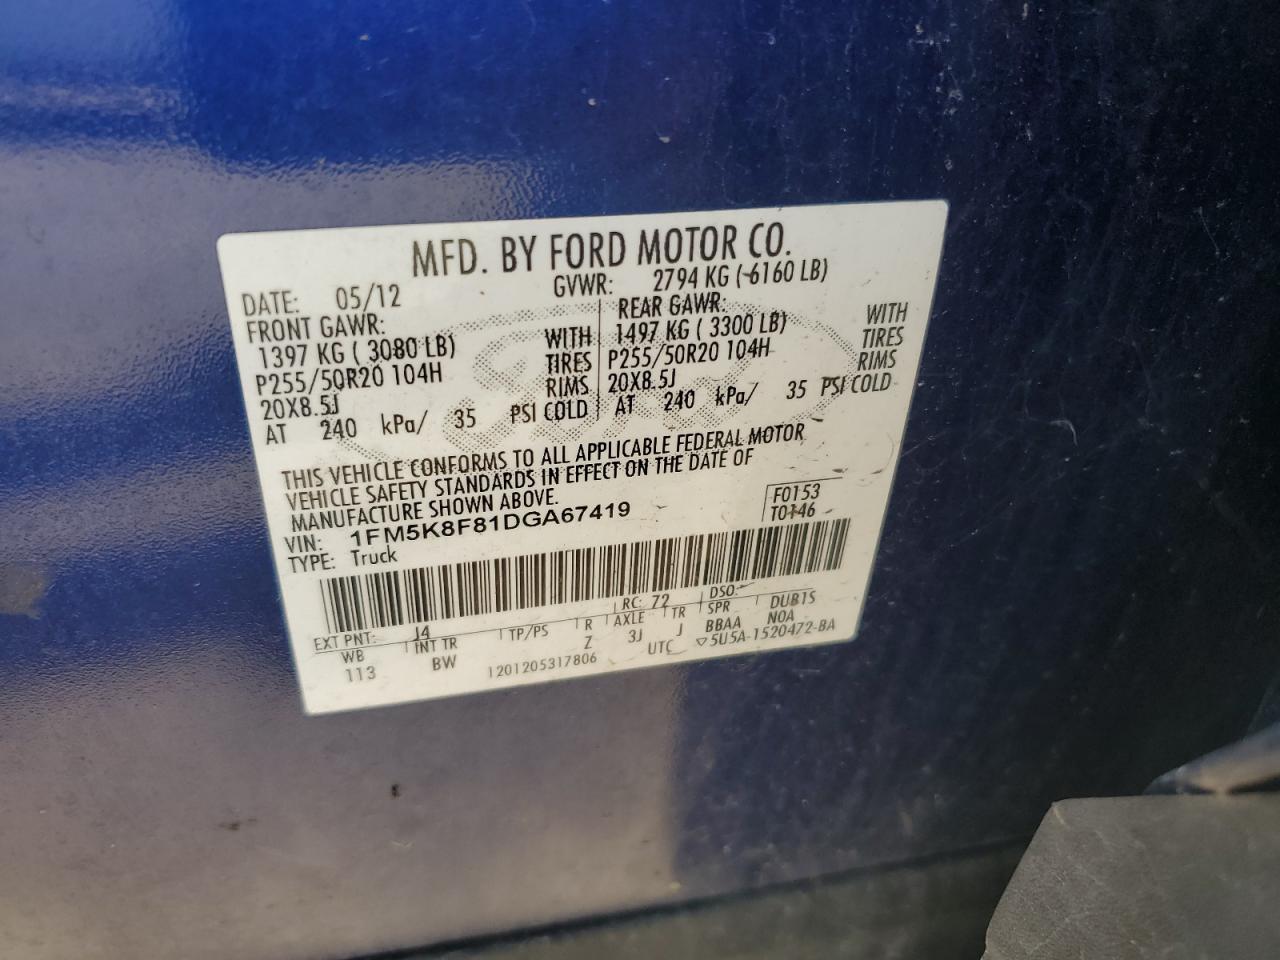 MFD. BY FORD MOTOR CO.
DATE: 05/12 GVWR: 2794 KG (-6160 LB)
FRONT GAWR: REAR GAWR:
1397 KG ( 3080 LB) WITH 1497 KG ( 3300 LB) WITH
P255/50R20 104H TIRES P255/50R20 104H TIRES
20X8.5J RIMS 20X8.5J RIMS
AT 240 kPa/ 35 PSI COLD AT 240 kPa/ 35 PSI COLD
THIS VEHICLE CONFORMS TO ALL APPLICABLE FEDERAL MOTOR
VEHICLE SAFETY STANDARDS IN EFFECT ON THE DATE OF
MANUFACTURE SHOWN ABOVE.
F0153
VIN: 1FM5K8F81DGA67419 T0146
TYPE: Truck
EXT PNT: J4 RC: 72 DSO:
WB INT TR TP/PS R AXLE TR SPR DUB1S
113 BW Z 3J J BBAA NOA
1201205317806 UTC ▽5U5A-1520472-BA